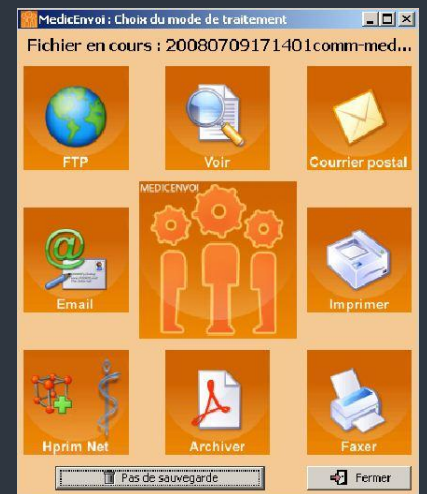 MedicEnvoi : Choix du mode de traitement
Fichier en cours : 20080709171401comm-med...
FTP
Voir
Courrier postal
MEDICENVOI
Email
Imprimer
Hprim Net
Archiver
Faxer
Pas de sauvegarde
Fermer